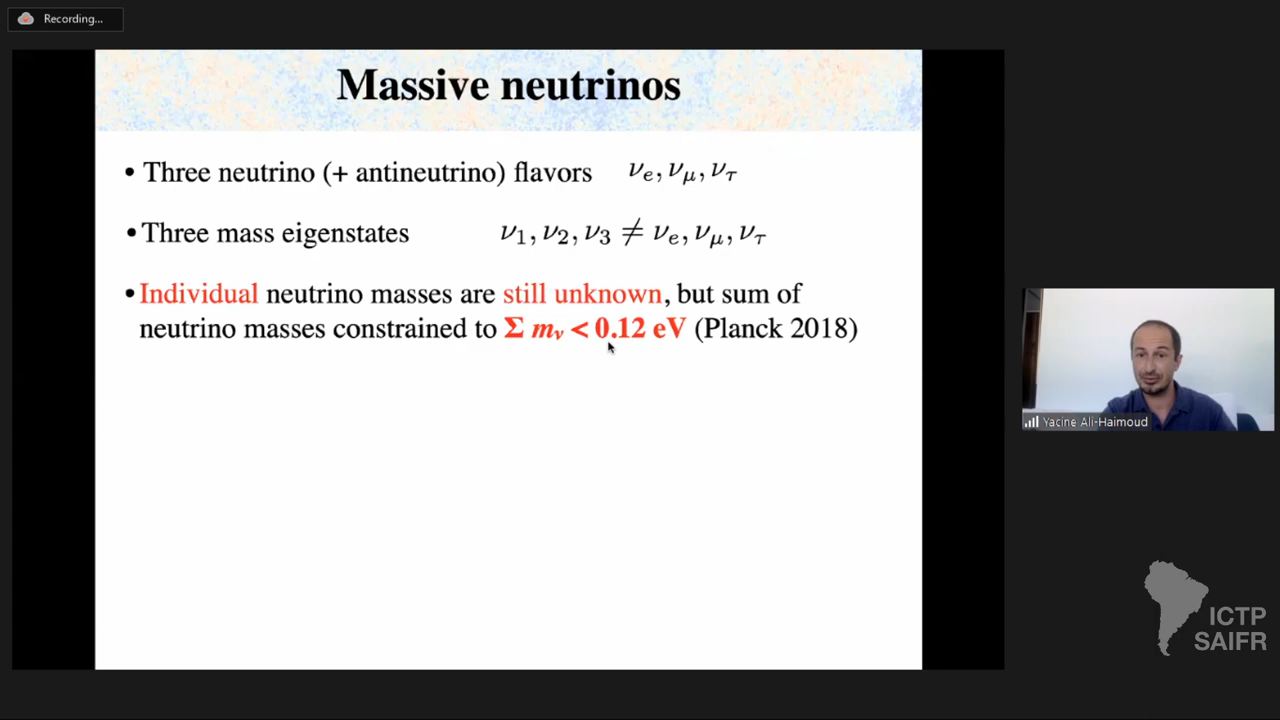 Recording...
Massive neutrinos
• Three neutrino (+ antineutrino) flavors νe, νμ, ντ
• Three mass eigenstates ν1, ν2, ν3 ≠ νe, νμ, ντ
• Individual neutrino masses are still unknown, but sum of
neutrino masses constrained to Σ mν < 0.12 eV (Planck 2018)
Yacine Ali-Haimoud
ICTP
SAIFR